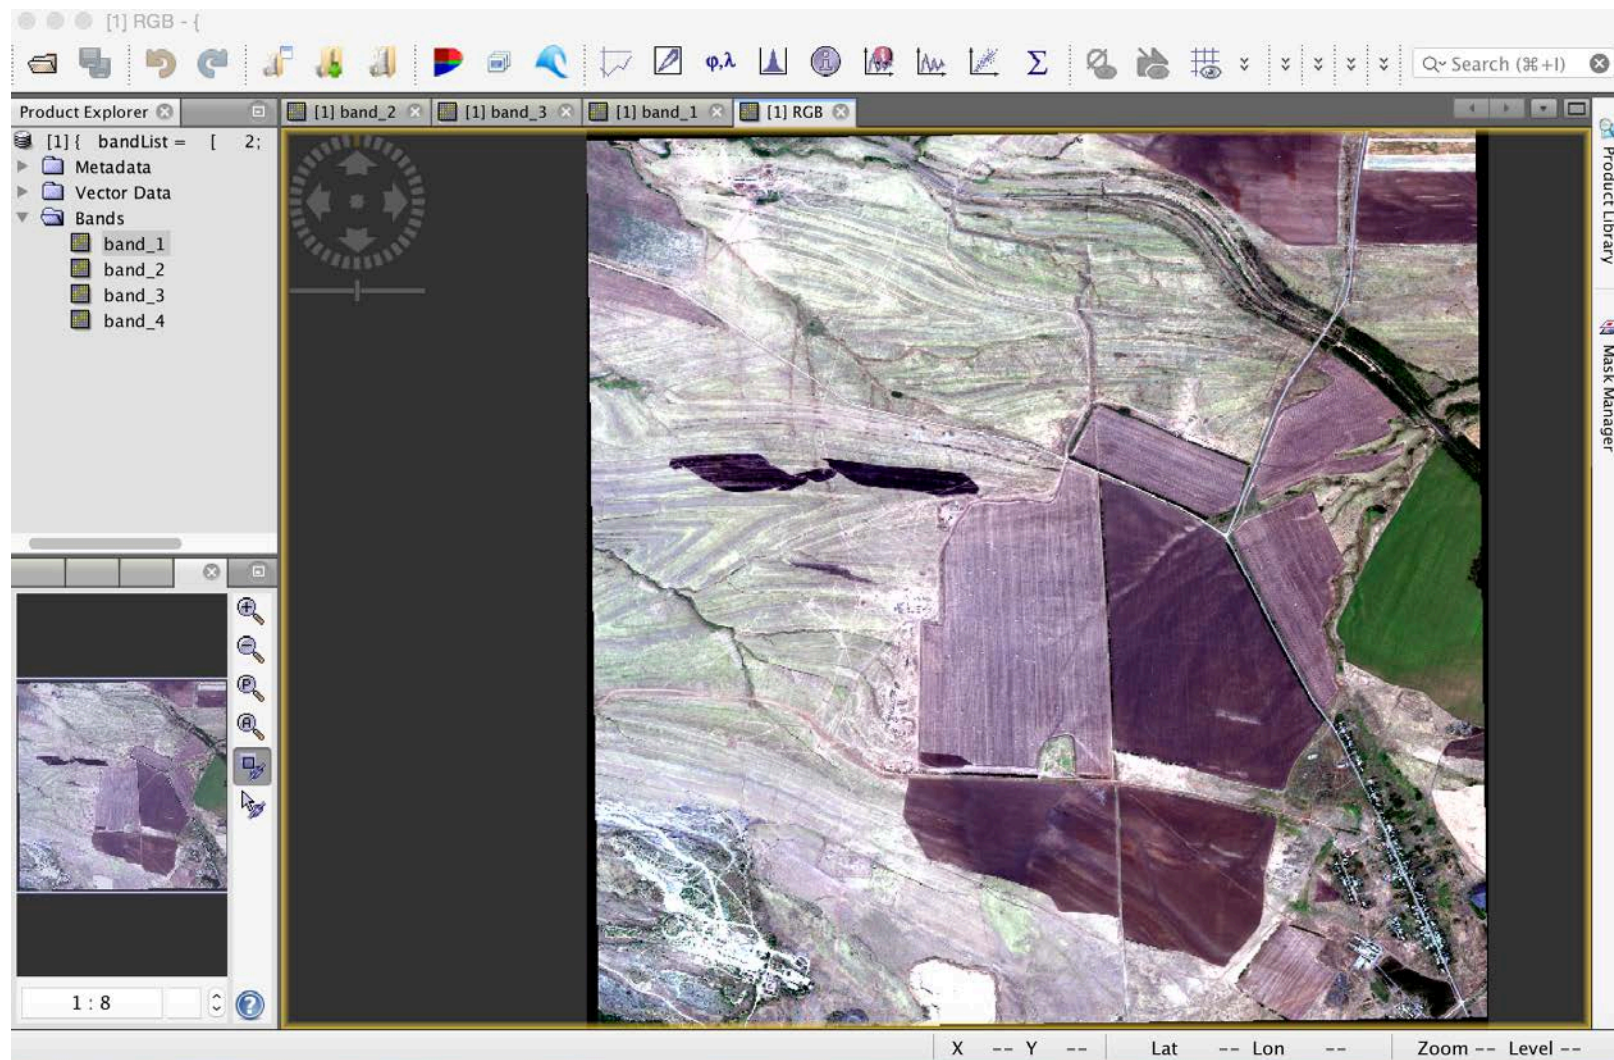 [1] RGB - {
φ,λ
Σ
Search (⌘+I)
Product Explorer
[1] band_2
[1] band_3
[1] band_1
[1] RGB
[1] { bandList = [ 2;
Metadata
Vector Data
Bands
band_1
band_2
band_3
band_4
Product Library
Mask Manager
P
A
1 : 8
X -- Y -- Lat -- Lon -- Zoom -- Level --